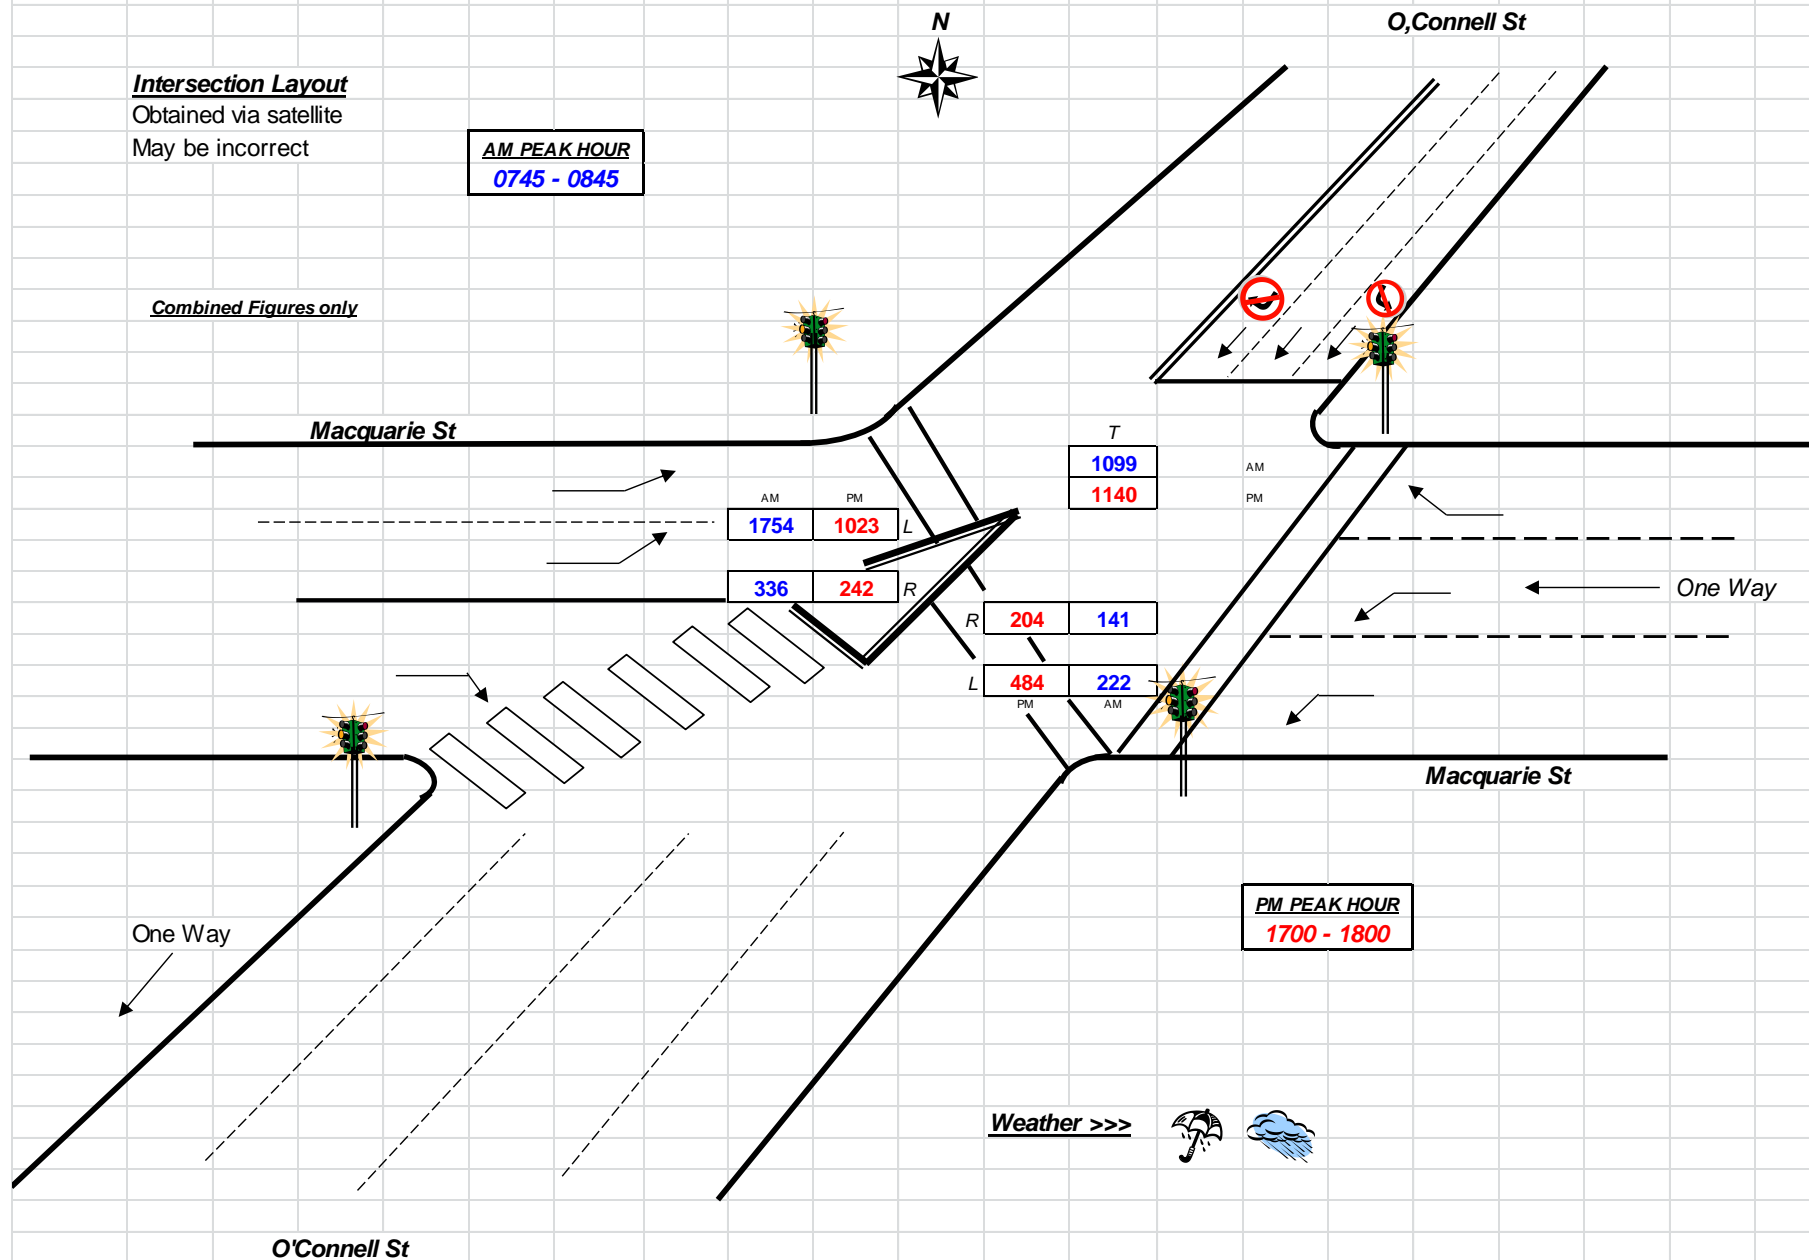 N
O,Connell St
Intersection Layout
Obtained via satellite
May be incorrect
AM PEAK HOUR
0745 - 0845
Combined Figures only
Macquarie St
T
1099 AM
1140 PM
AM PM
1754 1023 L
336 242 R
One Way
R 204 141
L 484 222
PM AM
Macquarie St
PM PEAK HOUR
1700 - 1800
One Way
Weather >>>
O'Connell St